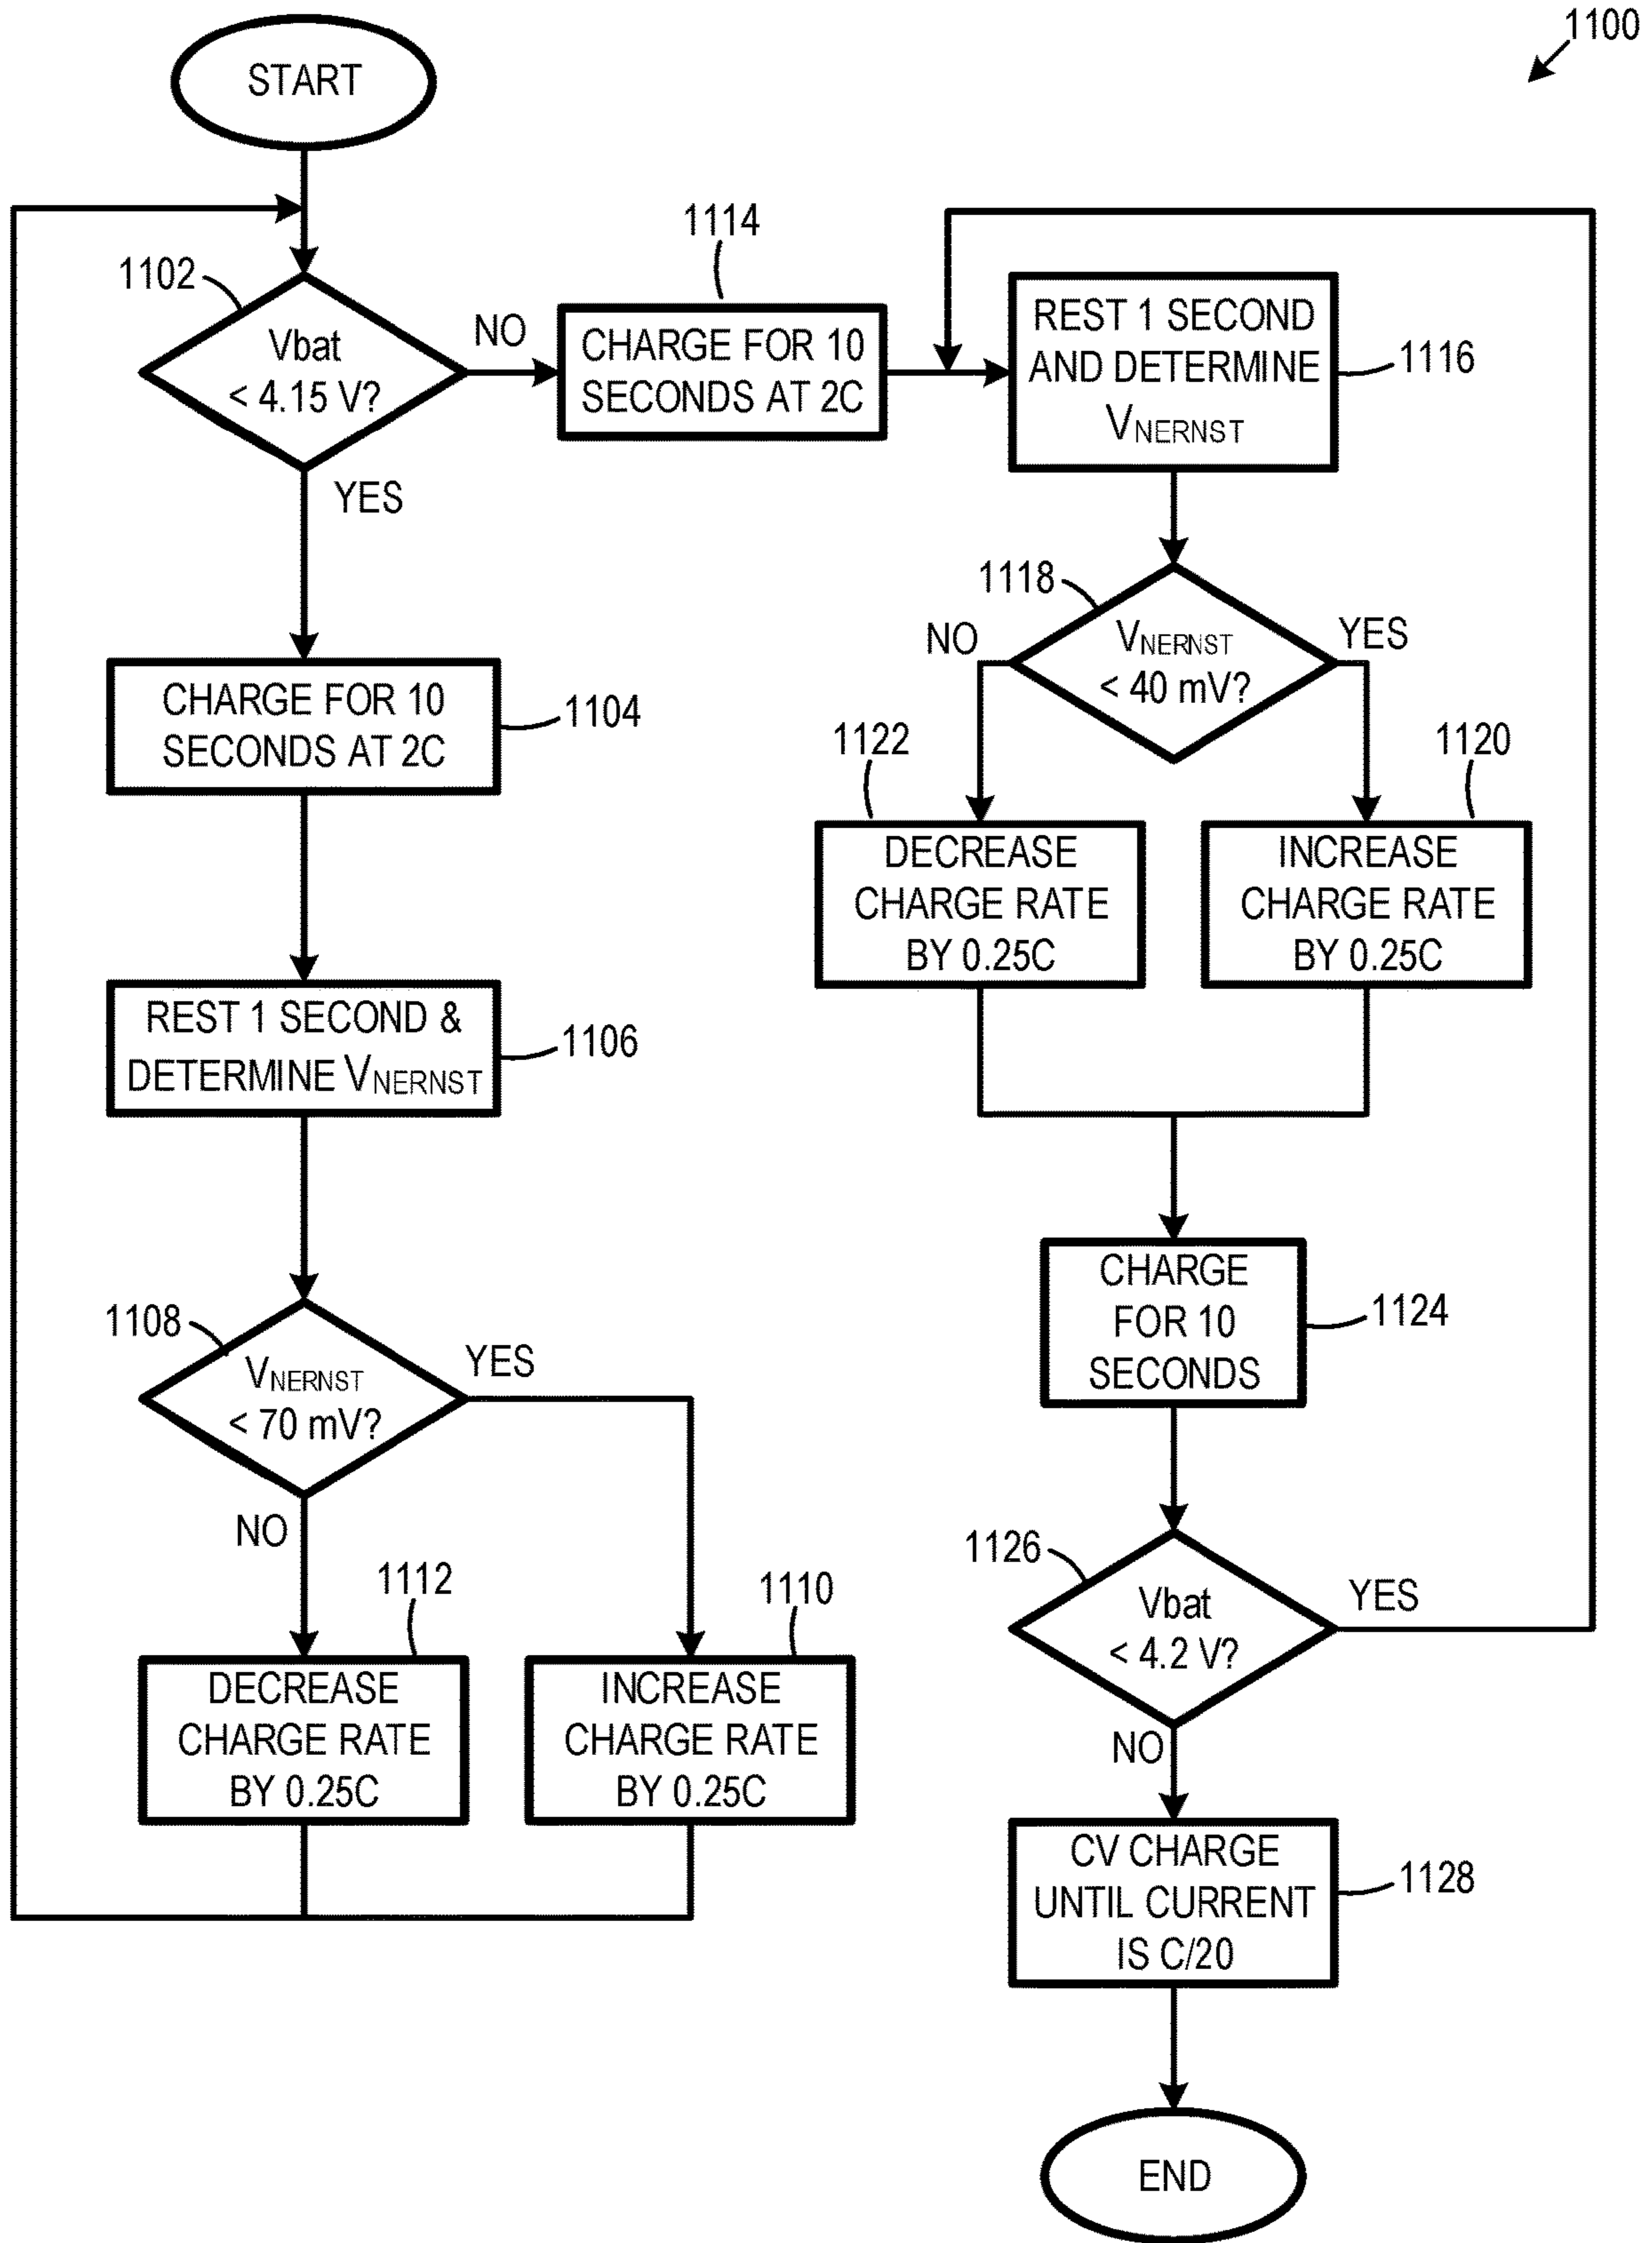 1100
START
1102
Vbat
< 4.15 V?
NO
YES
1114
CHARGE FOR 10
SECONDS AT 2C
REST 1 SECOND
AND DETERMINE
VNERNST
1116
CHARGE FOR 10
SECONDS AT 2C
1104
REST 1 SECOND &
DETERMINE VNERNST
1106
1108
VNERNST
< 70 mV?
YES
NO
1112
DECREASE
CHARGE RATE
BY 0.25C
1110
INCREASE
CHARGE RATE
BY 0.25C
1118
VNERNST
< 40 mV?
NO
YES
1122
DECREASE
CHARGE RATE
BY 0.25C
1120
INCREASE
CHARGE RATE
BY 0.25C
CHARGE
FOR 10
SECONDS
1124
1126
Vbat
< 4.2 V?
YES
NO
CV CHARGE
UNTIL CURRENT
IS C/20
1128
END